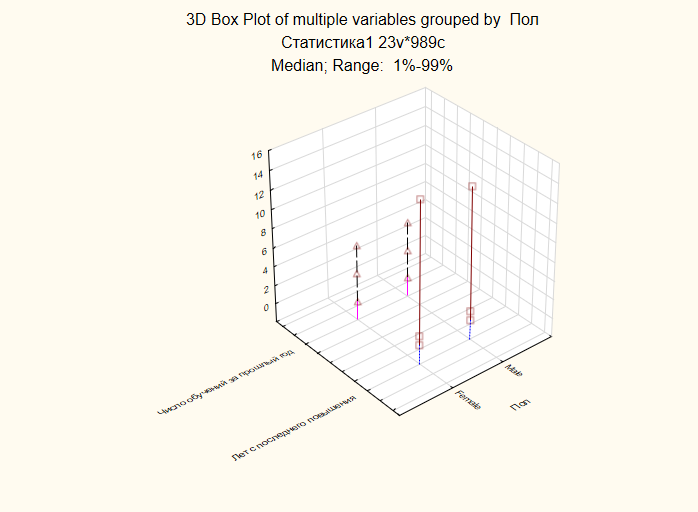 3D Box Plot of multiple variables grouped by  Пол
Статистика1 23v*989c
Median; Range:  1%-99%
16
14
12
10
8
6
4
2
0
Число обучений за прошлый год
Лет с последнего повышения
Female
Male
Пол